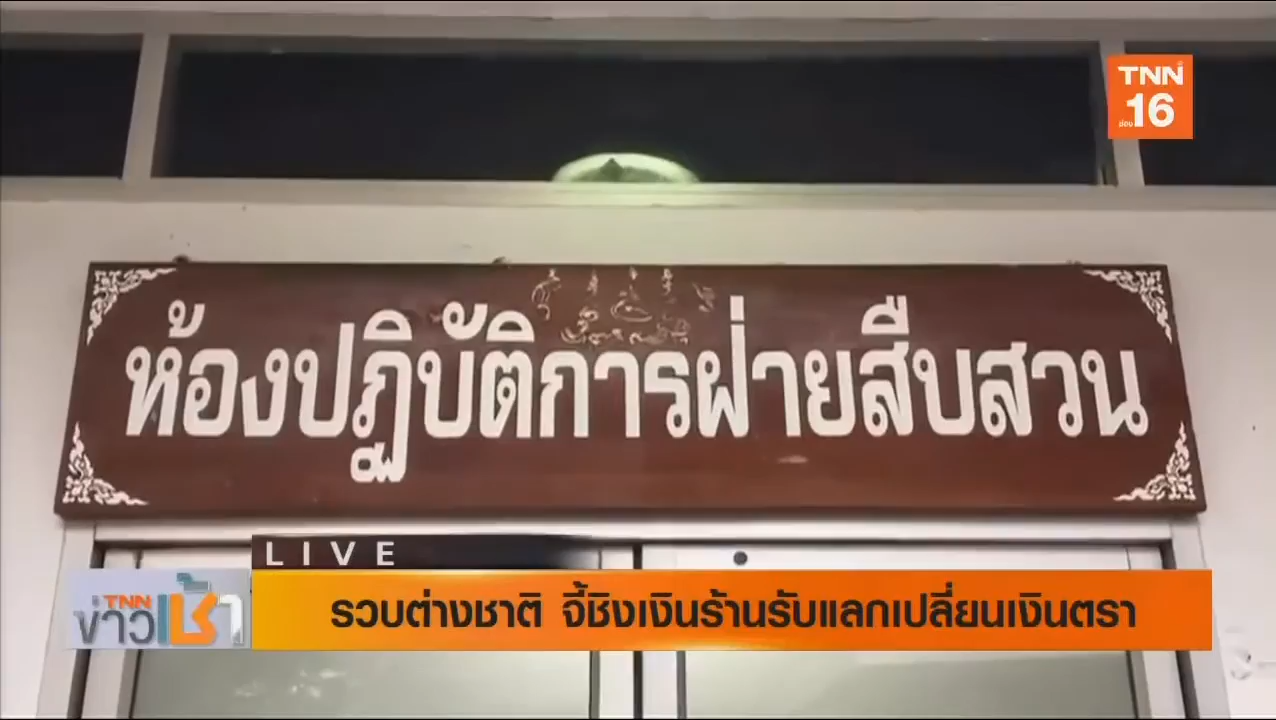 TNN
ช่อง 16
ห้องปฏิบัติการฝ่ายสืบสวน
LIVE
TNN
ข่าวเช้า
รวบต่างชาติ จี้ชิงเงินร้านรับแลกเปลี่ยนเงินตรา